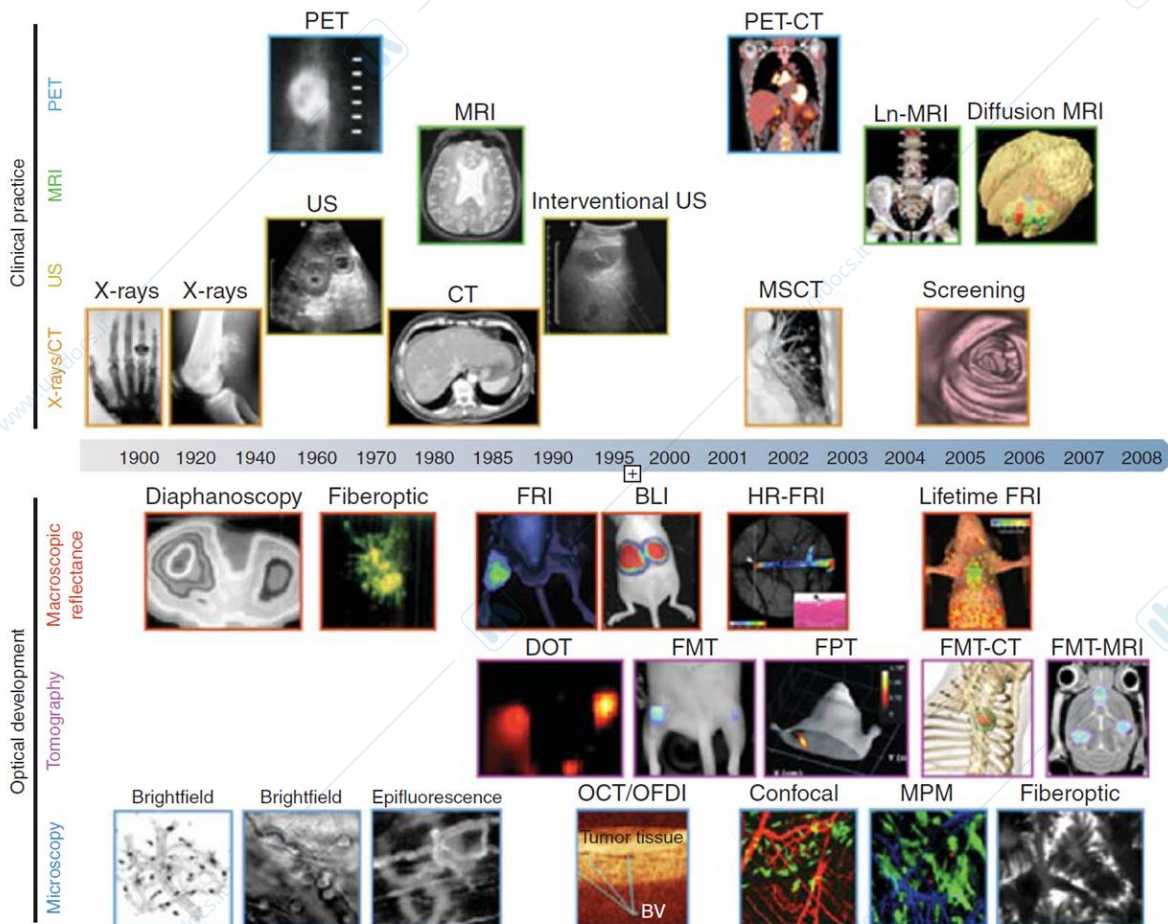 PET
PET-CT
MRI
Ln-MRI
Diffusion MRI
US
Interventional US
X-rays
X-rays
CT
MSCT
Screening
Clinical practice
PET
MRI
US
X-rays/CT
1900 1920 1940 1960 1970 1980 1985 1990 1995 2000 2001 2002 2003 2004 2005 2006 2007 2008
+
Diaphanoscopy
Fiberoptic
FRI
BLI
HR-FRI
Lifetime FRI
DOT
FMT
FPT
FMT-CT
FMT-MRI
Brightfield
Brightfield
Epifluorescence
OCT/OFDI
Confocal
MPM
Fiberoptic
Tumor tissue
BV
Optical development
Macroscopic
reflectance
Tomography
Microscopy